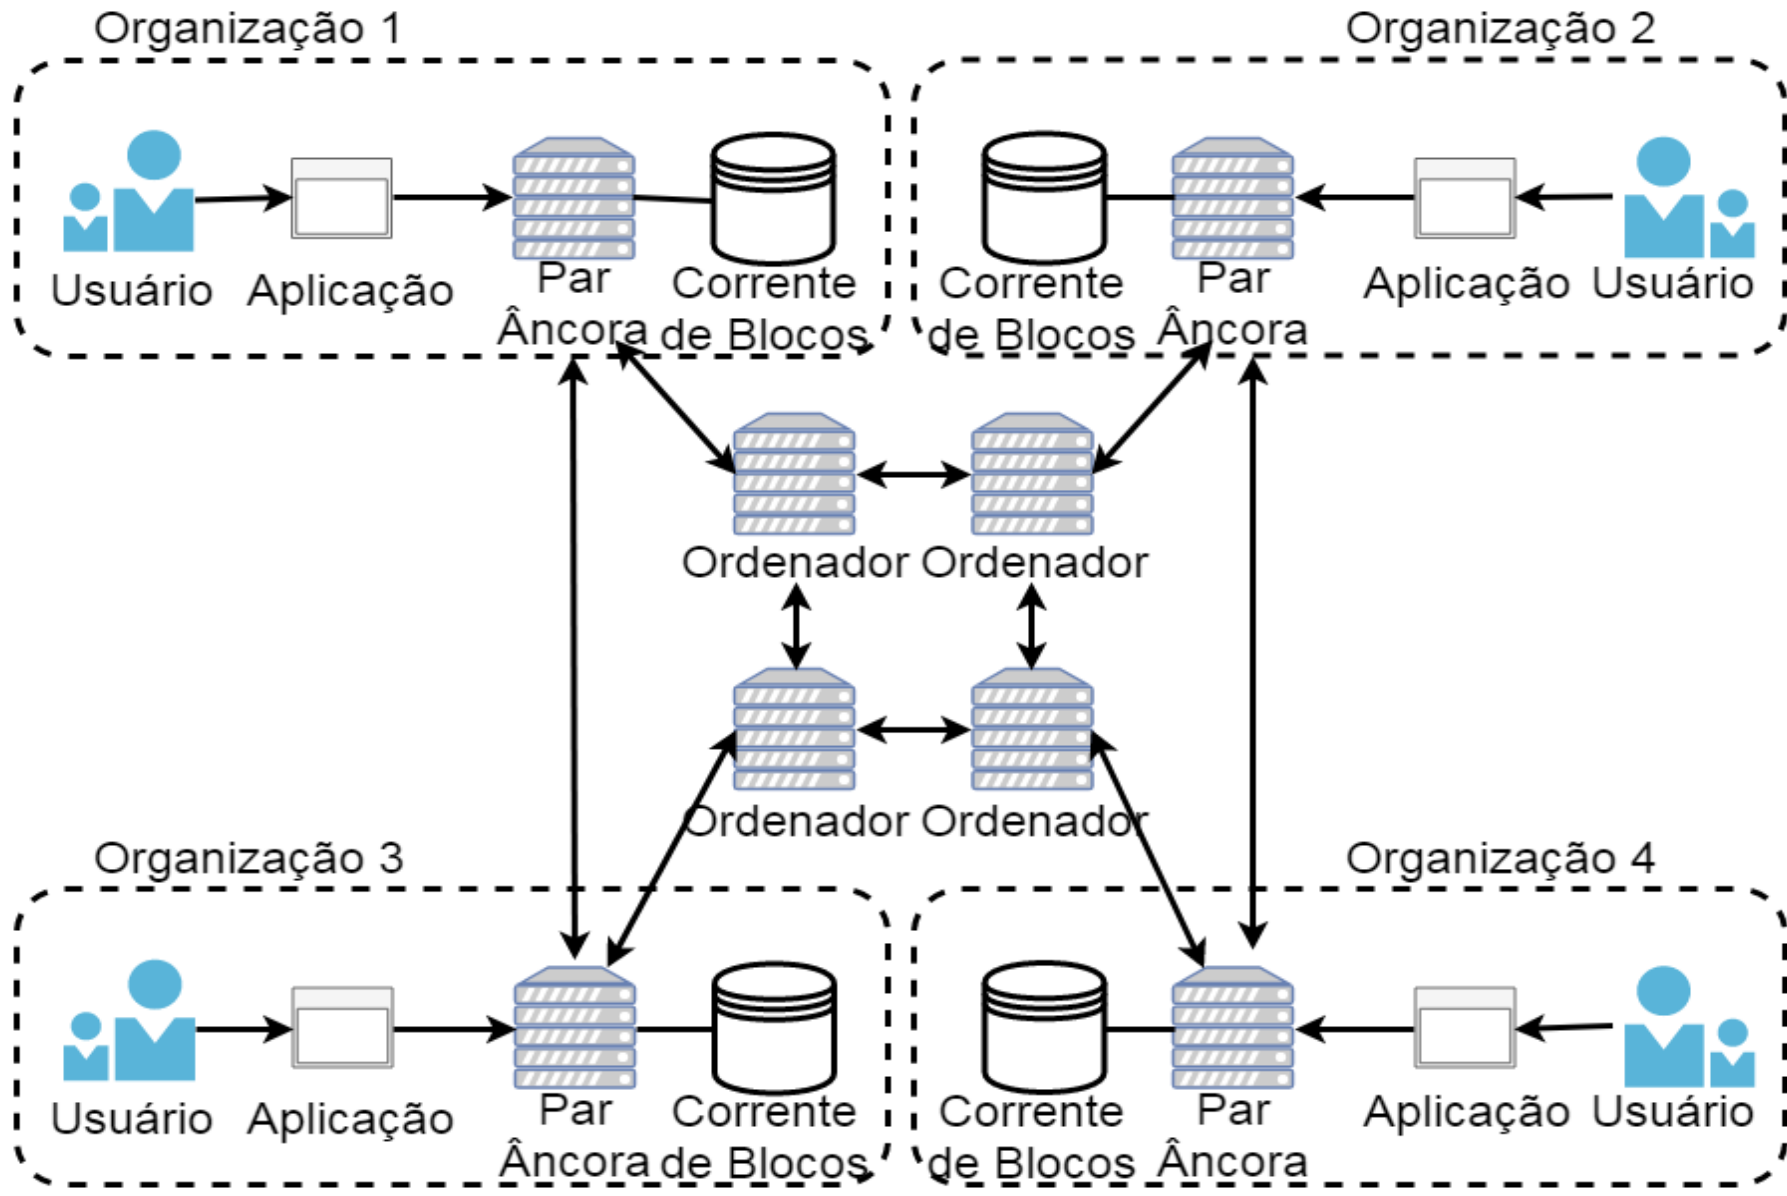 Organização 1
Organização 2
Usuário
Aplicação
Par
Âncora
Corrente
de Blocos
Corrente
de Blocos
Par
Âncora
Aplicação
Usuário
Ordenador
Ordenador
Ordenador
Ordenador
Organização 3
Organização 4
Usuário
Aplicação
Par
Âncora
Corrente
de Blocos
Corrente
de Blocos
Par
Âncora
Aplicação
Usuário